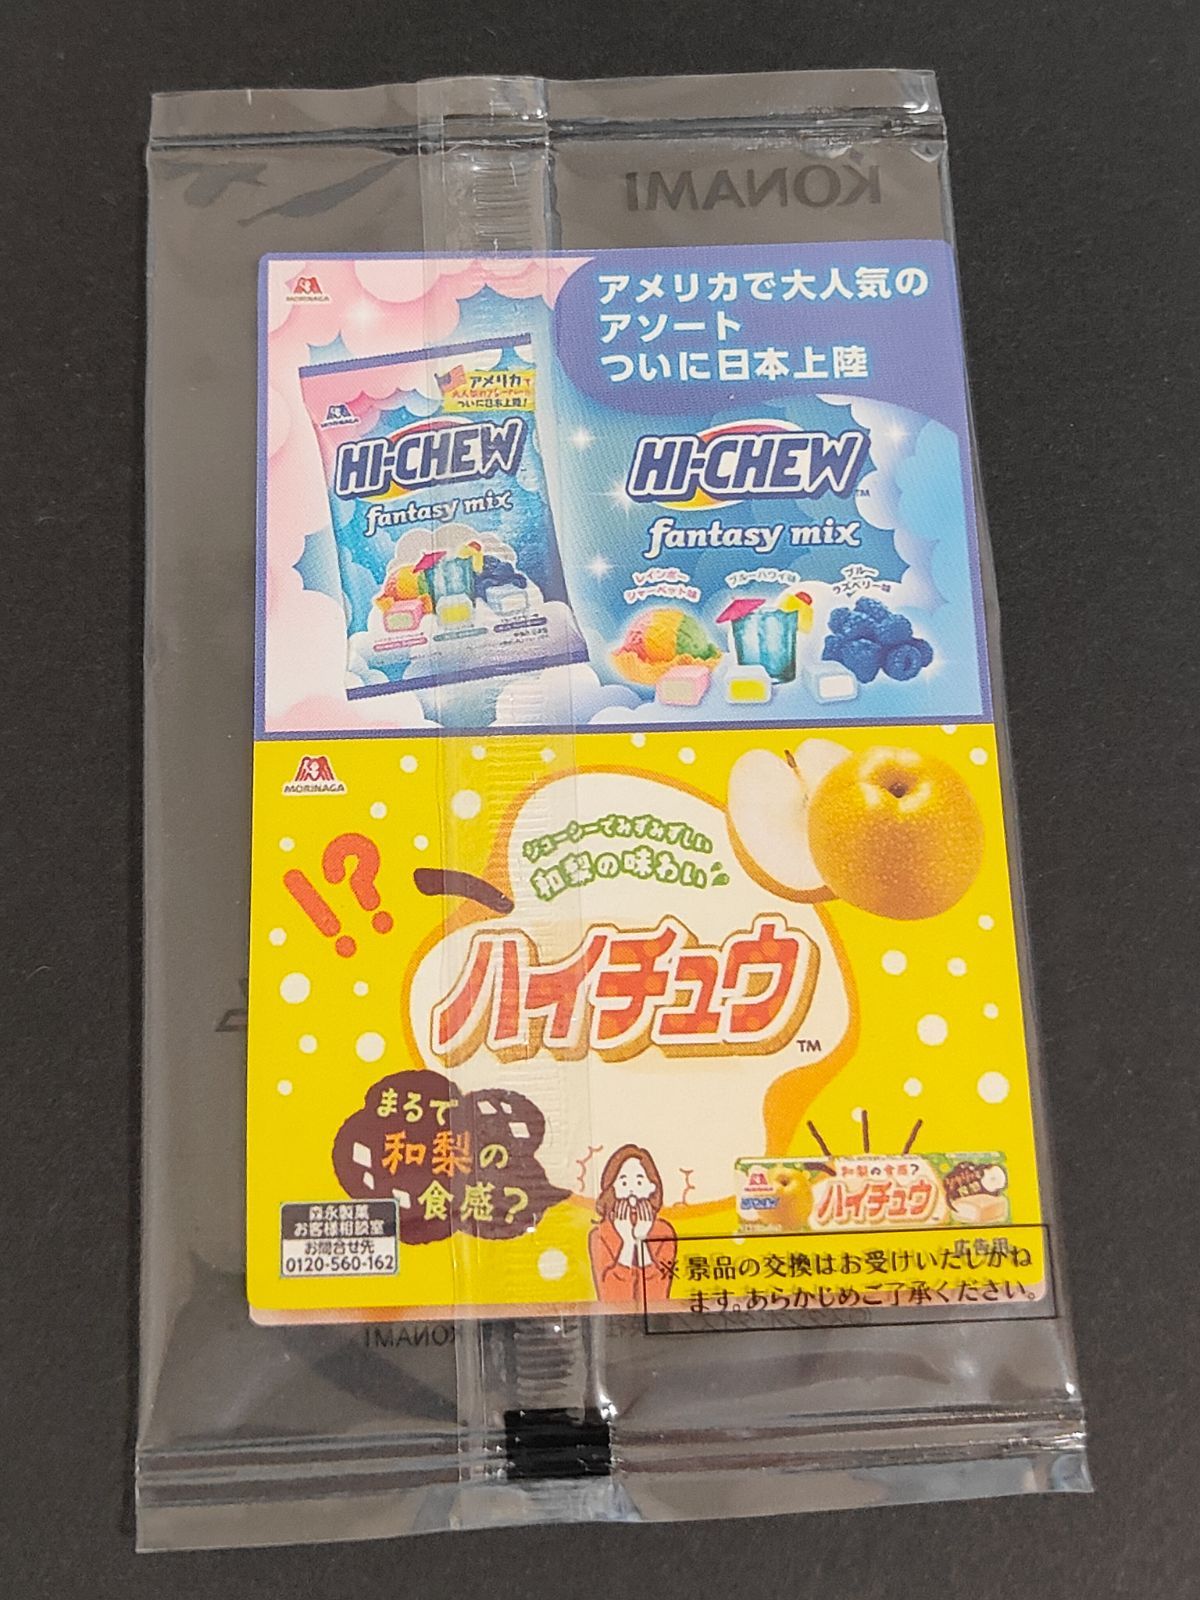 KONAMI
MORINAGA
アメリカで大人気の
アソート
ついに日本上陸
アメリカで
大人気のフレーバーが
ついに日本上陸!
MORINAGA
HI-CHEW
fantasy mix
HI-CHEW
TM
fantasy mix
レインボー
シャーベット味
ブルーハワイ味
ブルー
ラズベリー味
MORINAGA
!?
ジューシーでみずみずしい
和梨の味わい
ハイチュウ
TM
まるで
和梨の
食感?
森永製菓
お客様相談室
お問合せ先
0120-560-162
和梨の食感?
ハイチュウ
HI-CHEW
広告用
※景品の交換はお受けいたしかね
ます。あらかじめご了承ください。
KONAMI